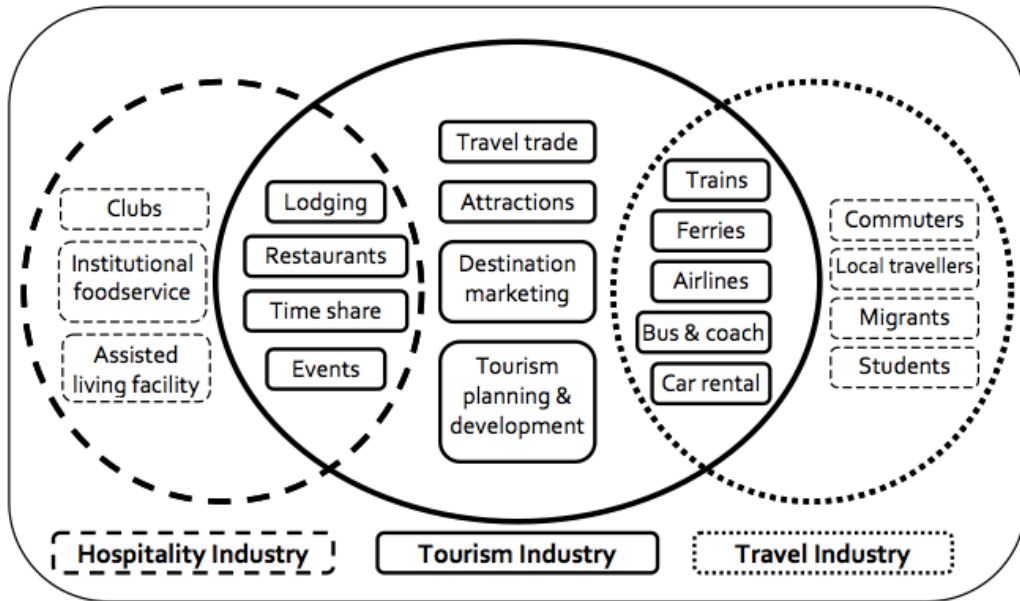 Clubs
Institutional
foodservice
Assisted
living facility
Lodging
Restaurants
Time share
Events
Travel trade
Attractions
Destination
marketing
Tourism
planning &
development
Trains
Ferries
Airlines
Bus & coach
Car rental
Commuters
Local travellers
Migrants
Students
Hospitality Industry
Tourism Industry
Travel Industry